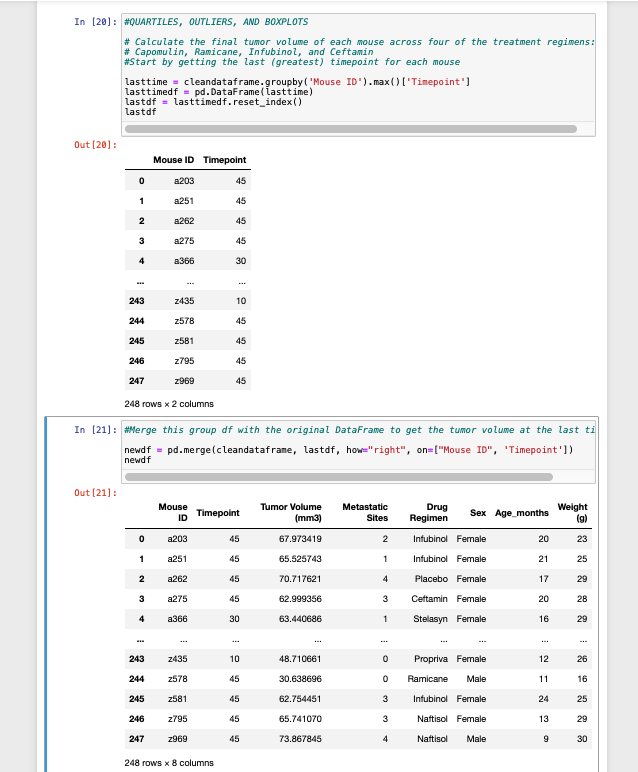 In [20]: #QUARTILES, OUTLIERS, AND BOXPLOTS
# Calculate the final tumor volume of each mouse across four of the treatment regimens:
# Capomulin, Ramicane, Infubinol, and Ceftamin
#Start by getting the last (greatest) timepoint for each mouse
lasttime = cleandataframe.groupby('Mouse ID').max()['Timepoint']
lasttimedf = pd.DataFrame(lasttime)
lastdf = lasttimedf.reset_index()
lastdf
Out[20]:
Mouse ID Timepoint
0 a203 45
1 a251 45
2 a262 45
3 a275 45
4 a366 30
... ... ...
243 z435 10
244 z578 45
245 z581 45
246 z795 45
247 z969 45
248 rows × 2 columns
In [21]: #Merge this group df with the original DataFrame to get the tumor volume at the last ti
newdf = pd.merge(cleandataframe, lastdf, how="right", on=["Mouse ID", 'Timepoint'])
newdf
Out[21]:
Mouse ID Timepoint Tumor Volume (mm3) Metastatic Sites Drug Regimen Sex Age_months Weight (g)
0 a203 45 67.973419 2 Infubinol Female 20 23
1 a251 45 65.525743 1 Infubinol Female 21 25
2 a262 45 70.717621 4 Placebo Female 17 29
3 a275 45 62.999356 3 Ceftamin Female 20 28
4 a366 30 63.440686 1 Stelasyn Female 16 29
... ... ... ... ... ... ... ... ...
243 z435 10 48.710661 0 Propriva Female 12 26
244 z578 45 30.638696 0 Ramicane Male 11 16
245 z581 45 62.754451 3 Infubinol Female 24 25
246 z795 45 65.741070 3 Naftisol Female 13 29
247 z969 45 73.867845 4 Naftisol Male 9 30
248 rows × 8 columns